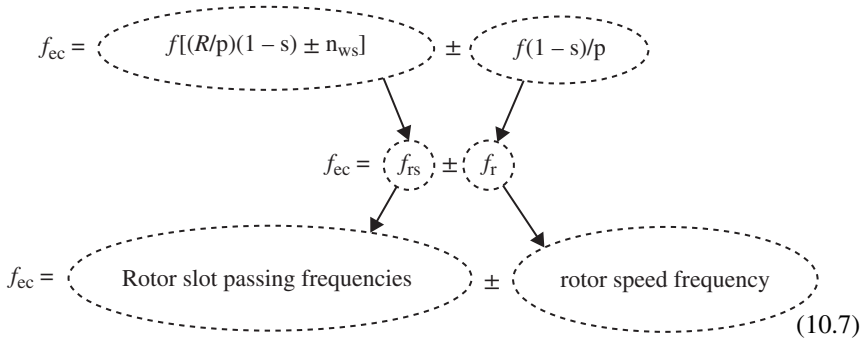 f_ec = f[(R/p)(1 – s) ± n_ws] ± f(1 – s)/p
f_ec = f_rs ± f_r
f_ec = Rotor slot passing frequencies ± rotor speed frequency
(10.7)